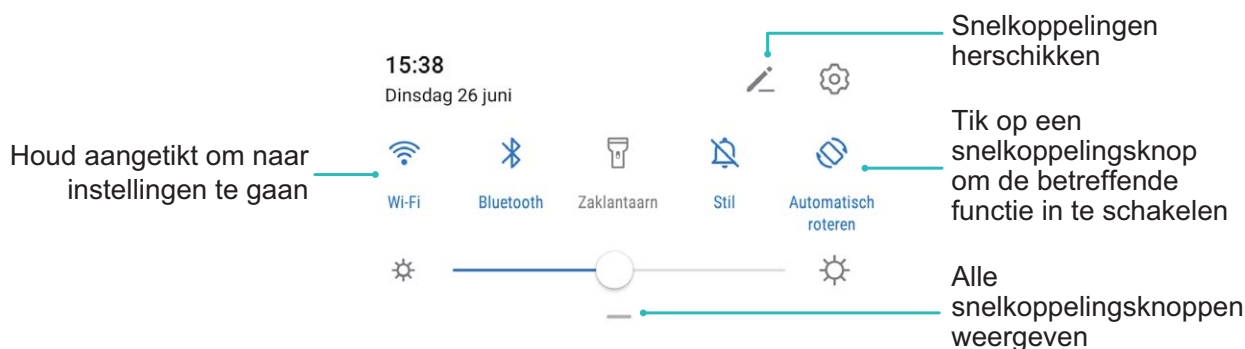 Snelkoppelingen
herschikken
15:38
Dinsdag 26 juni
Houd aangetikt om naar
instellingen te gaan
Tik op een
snelkoppelingsknop
om de betreffende
functie in te schakelen
Wi-Fi
Bluetooth
Zaklantaarn
Stil
Automatisch
roteren
Alle
snelkoppelingsknoppen
weergeven